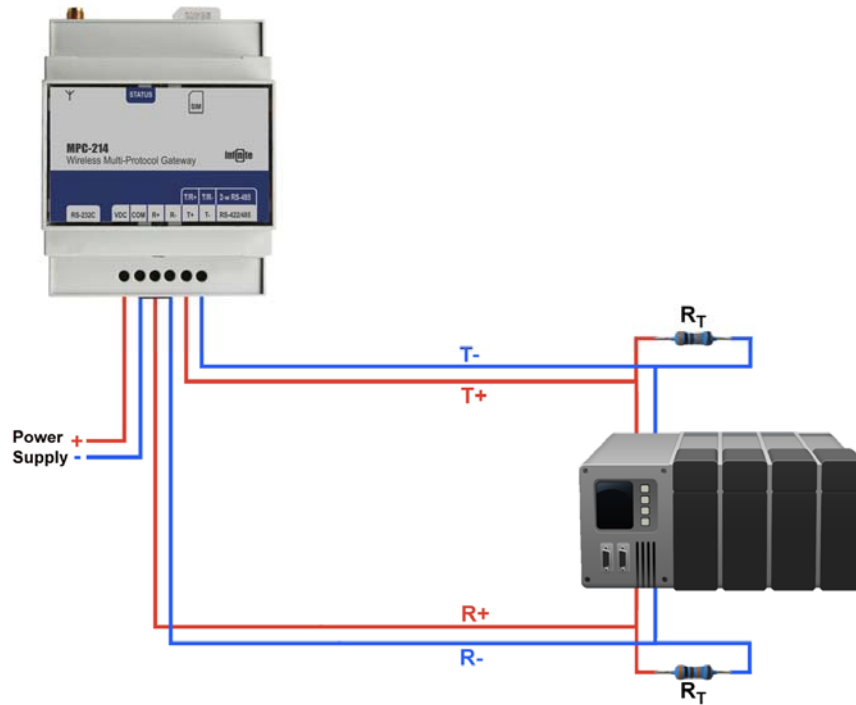 STATUS
SIM
MPC-214
Wireless Multi-Protocol Gateway
infinite
T/R+ T/R- 2-w RS-485
RS-232C VDC COM R+ R- T+ T- RS-422/485
RT
T-
T+
Power +
Supply -
R+
R-
RT